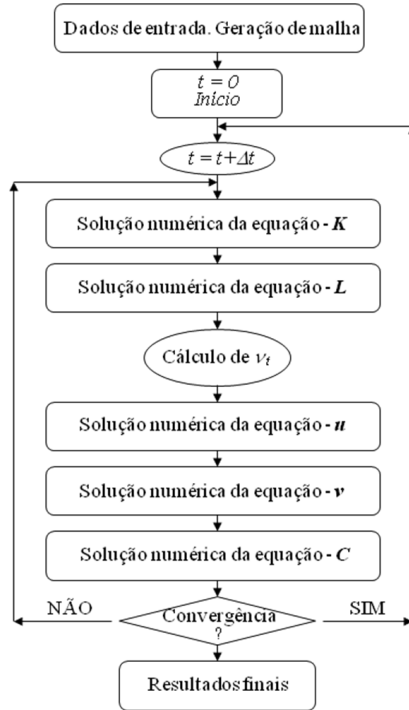 Dados de entrada. Geração de malha
t = 0
Início
t = t+Δt
Solução numérica da equação - K
Solução numérica da equação - L
Cálculo de νt
Solução numérica da equação - u
Solução numérica da equação - v
Solução numérica da equação - C
NÃO
Convergência
?
SIM
Resultados finais